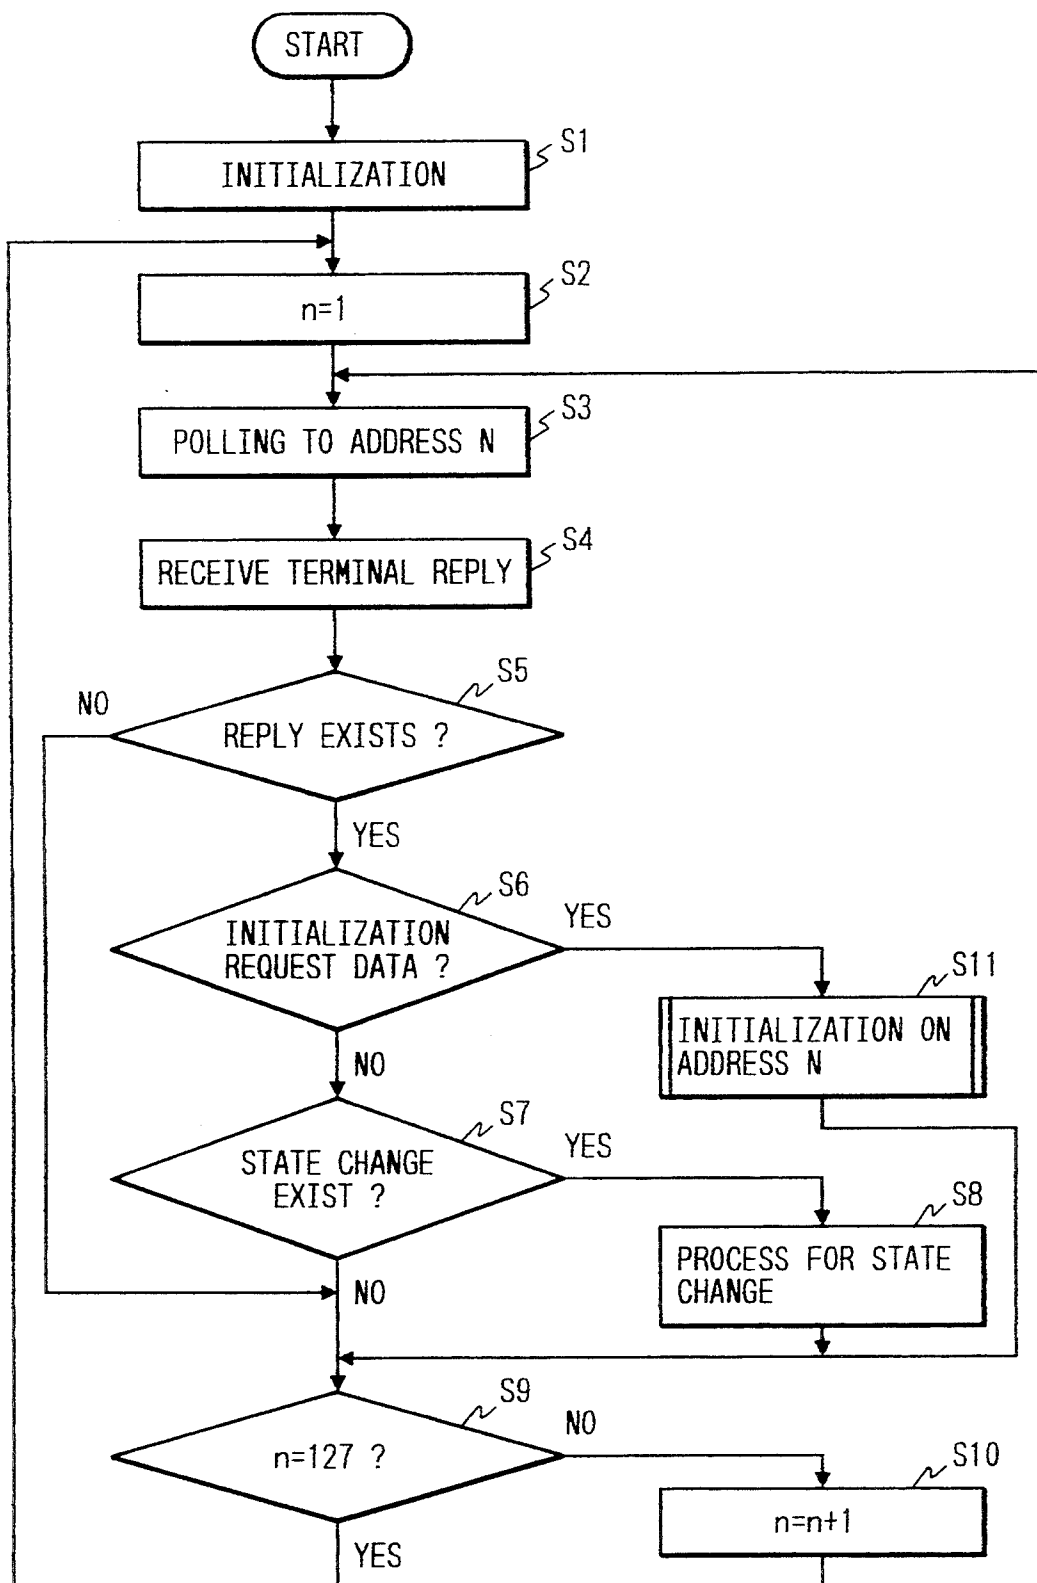 START
S1
INITIALIZATION
S2
n=1
S3
POLLING TO ADDRESS N
S4
RECEIVE TERMINAL REPLY
S5
NO
REPLY EXISTS ?
YES
S6
YES
INITIALIZATION
REQUEST DATA ?
S11
INITIALIZATION ON
ADDRESS N
NO
S7
YES
STATE CHANGE
EXIST ?
S8
PROCESS FOR STATE
CHANGE
NO
S9
NO
n=127 ?
S10
n=n+1
YES